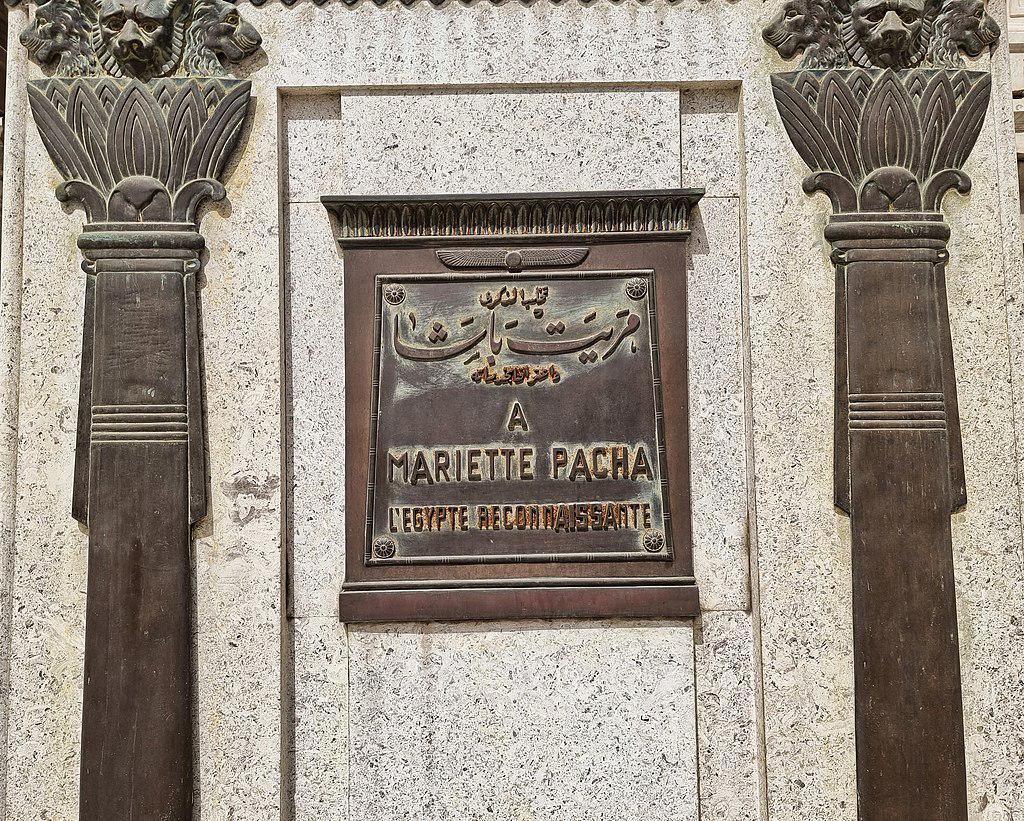 مريت باشا
A
MARIETTE PACHA
L'EGYPTE RECONNAISSANTE